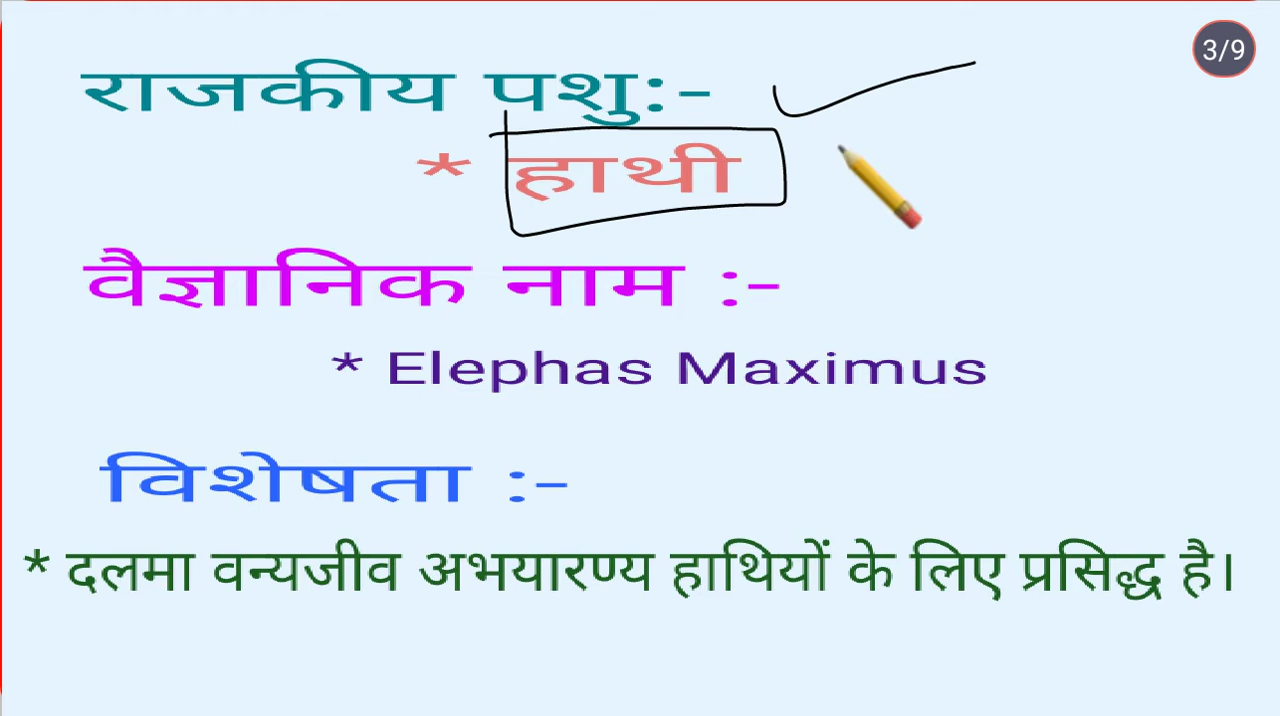 3/9
राजकीय पशु:-
* हाथी
वैज्ञानिक नाम :-
* Elephas Maximus
विशेषता :-
* दलमा वन्यजीव अभयारण्य हाथियों के लिए प्रसिद्ध है।